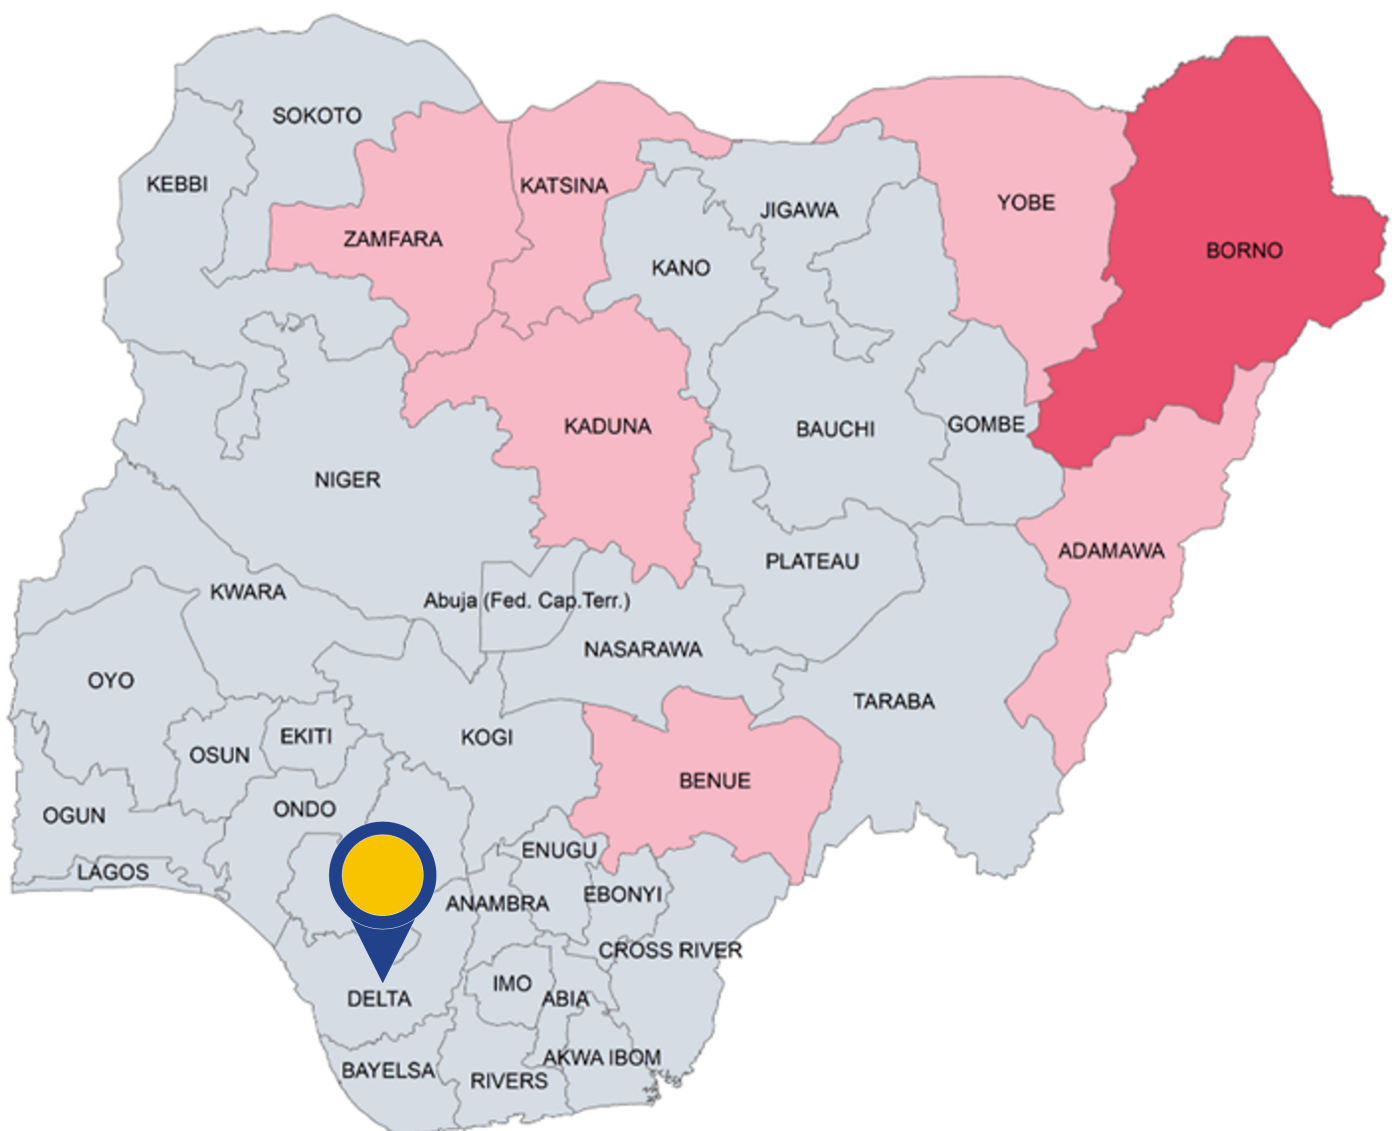 SOKOTO
KEBBI
KATSINA
ZAMFARA
JIGAWA
YOBE
KANO
BORNO
KADUNA
BAUCHI
GOMBE
NIGER
ADAMAWA
PLATEAU
KWARA
Abuja (Fed. Cap.Terr.)
NASARAWA
OYO
TARABA
EKITI
KOGI
OSUN
BENUE
OGUN
ONDO
ENUGU
LAGOS
EBONYI
ANAMBRA
CROSS RIVER
IMO
ABIA
DELTA
AKWA IBOM
BAYELSA
RIVERS